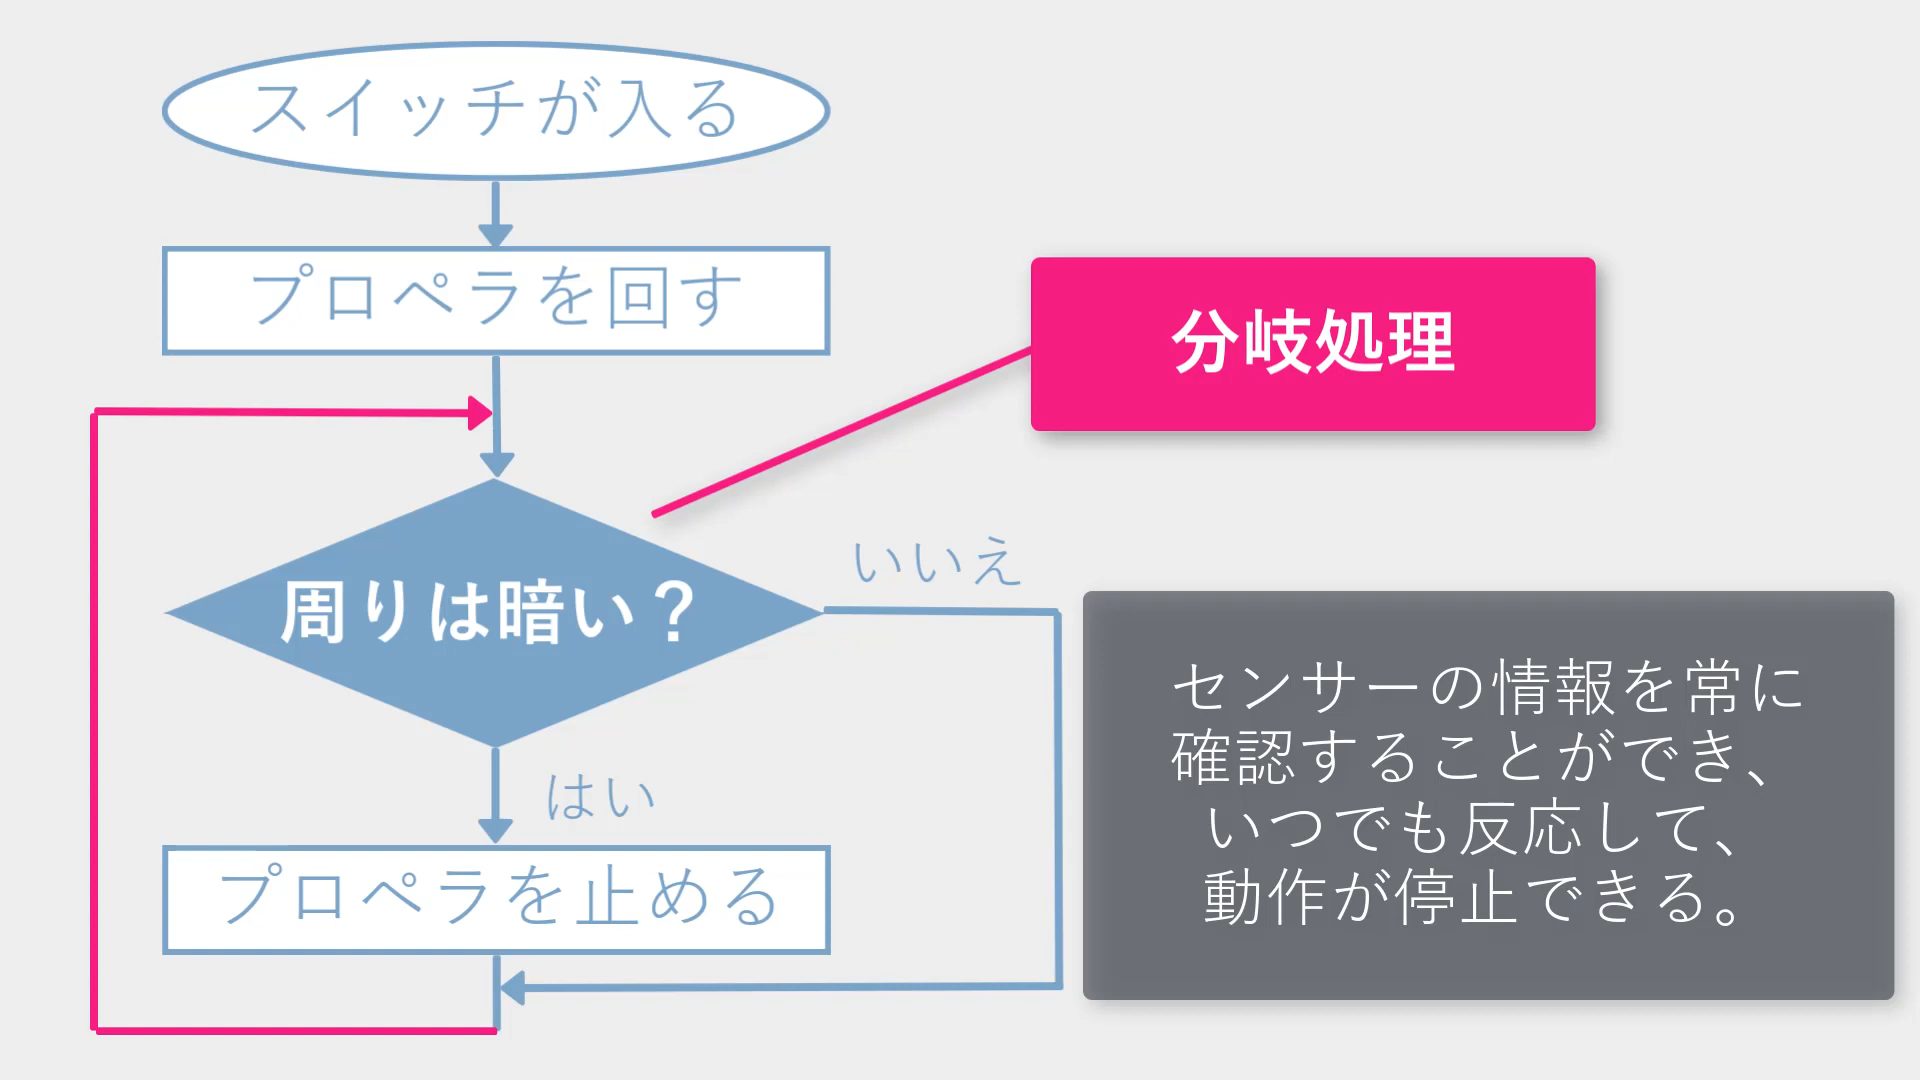 スイッチが入る
プロペラを回す
分岐処理
周りは暗い？
いいえ
はい
プロペラを止める
センサーの情報を常に
確認することができ、
いつでも反応して、
動作が停止できる。